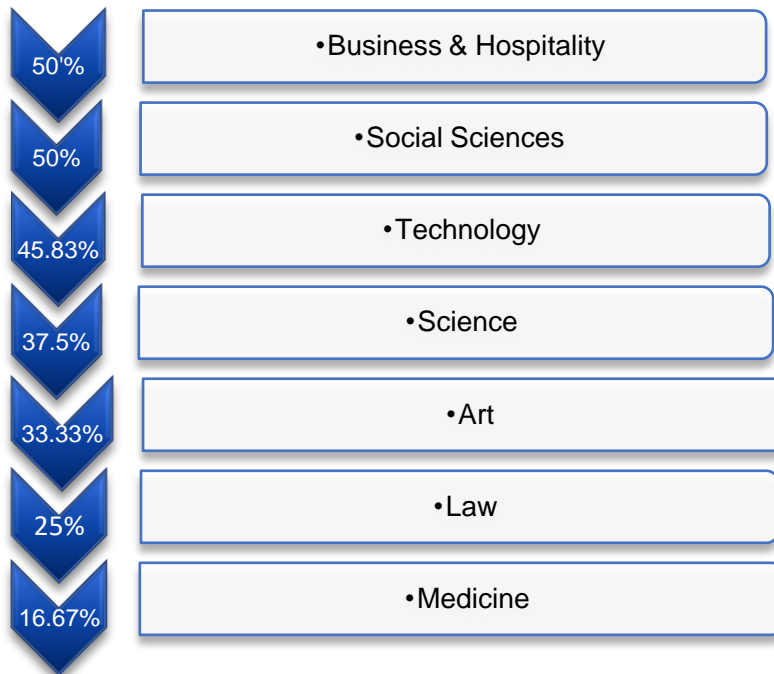 50'%
•Business & Hospitality
50%
•Social Sciences
45.83%
•Technology
37.5%
•Science
33.33%
•Art
25%
•Law
16.67%
•Medicine